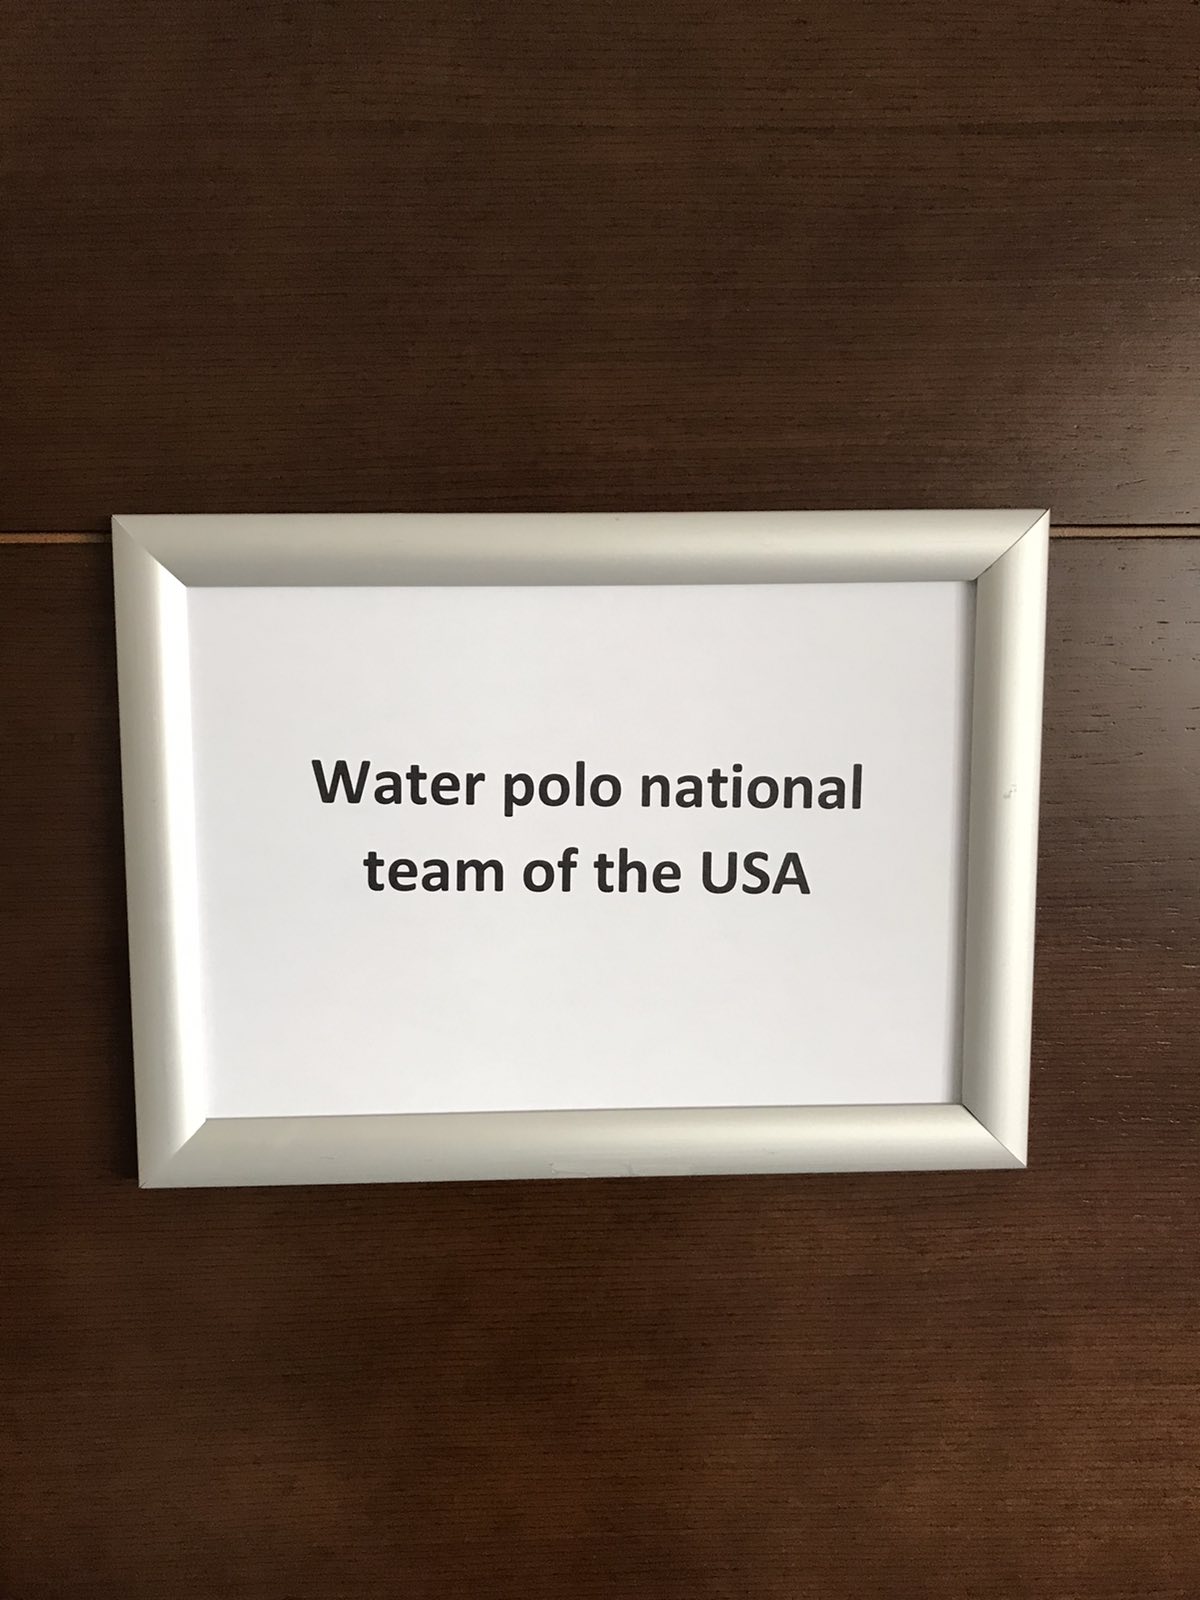 Water polo national
team of the USA